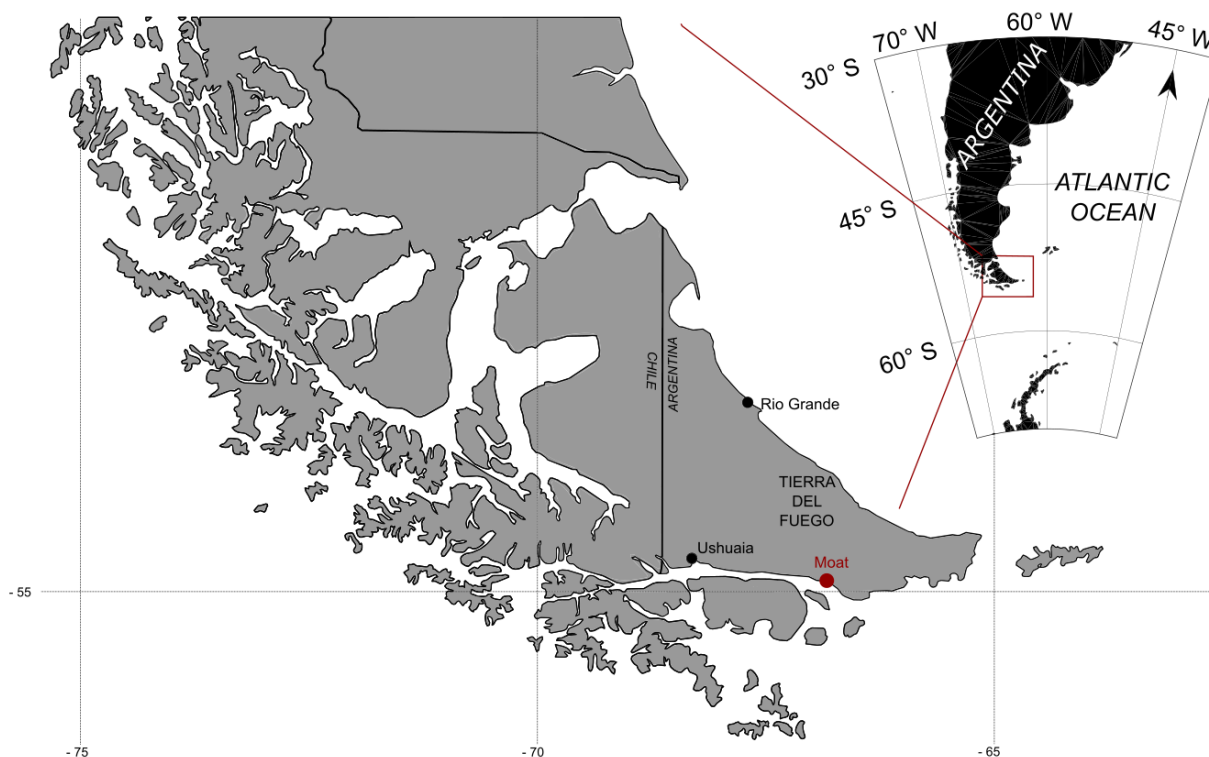 70° W
60° W
45° W
30° S
ARGENTINA
ATLANTIC
OCEAN
45° S
60° S
CHILE
ARGENTINA
Rio Grande
TIERRA
DEL
FUEGO
Ushuaia
Moat
- 55
- 75
- 70
- 65